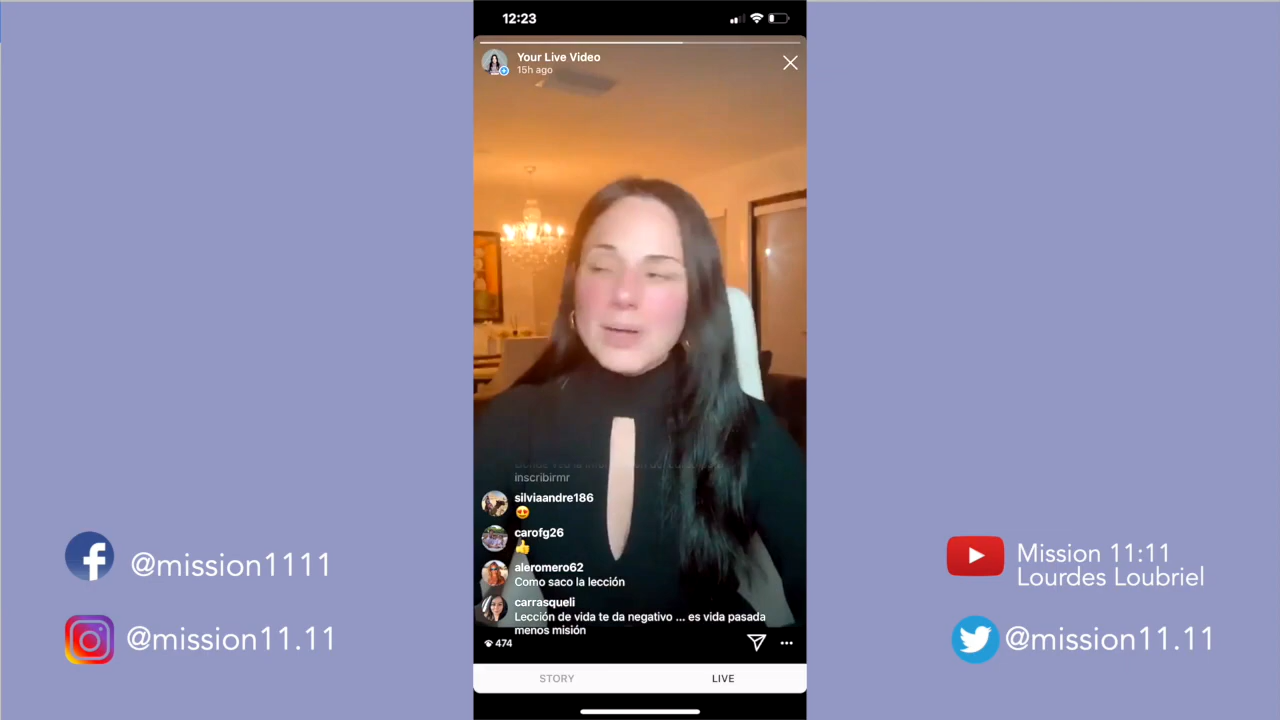 12:23
Your Live Video
15h ago
inscribirmr
silviaandre186
carofg26
aleromero62
Como saco la lección
carrasqueli
Lección de vida te da negativo ... es vida pasada
menos misión
474
STORY
LIVE
@mission1111
@mission11.11
Mission 11:11
Lourdes Loubriel
@mission11.11